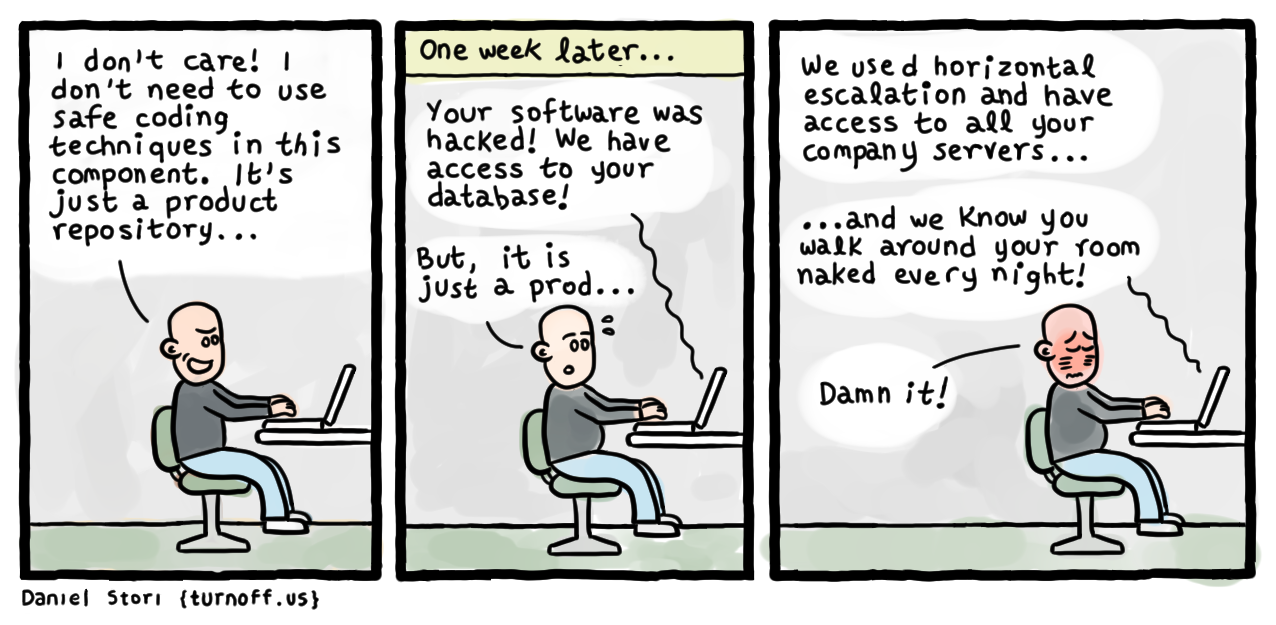 I don't care! I
don't need to use
safe coding
techniques in this
component. It's
just a product
repository...
One week later...
Your software was
hacked! We have
access to your
database!
But, it is
just a prod...
We used horizontal
escalation and have
access to all your
company servers...
...and we know you
walk around your room
naked every night!
Damn it!
Daniel Stori {turnoff.us}